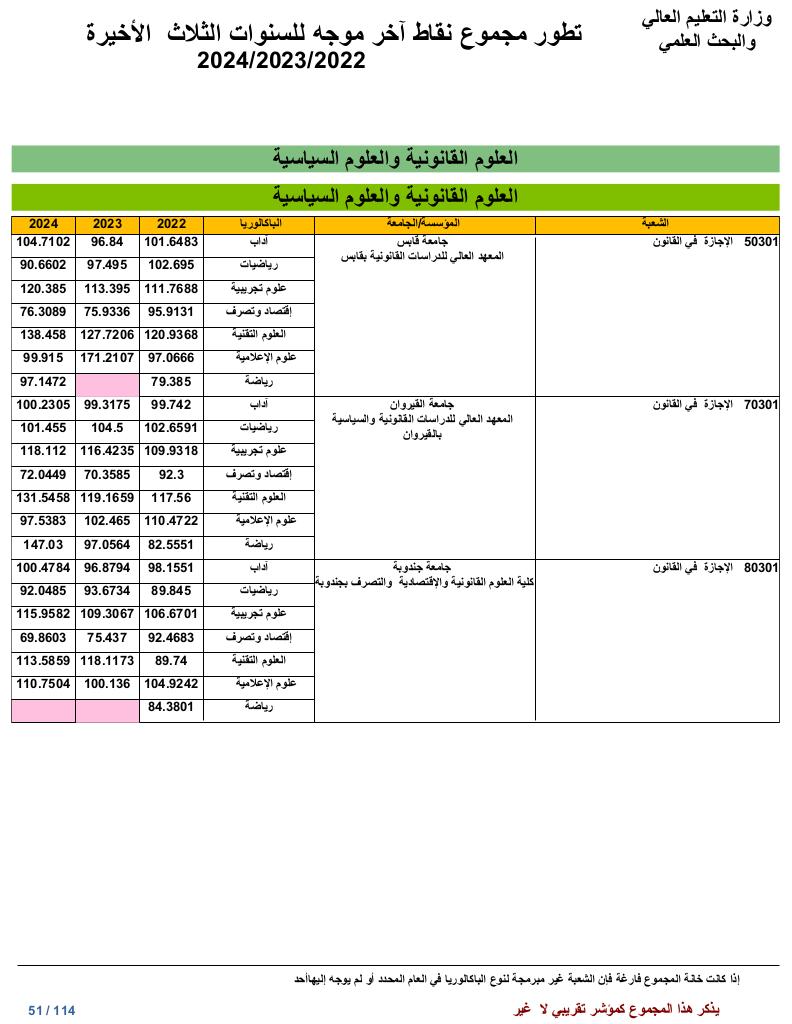 وزارة التعليم العالي
والبحث العلمي
تطور مجموع نقاط آخر موجه للسنوات الثلاث الأخيرة
2024/2023/2022
العلوم القانونية والعلوم السياسية
العلوم القانونية والعلوم السياسية
الشعبة المؤسسة/الجامعة الباكالوريا 2022 2023 2024
50301 الإجازة في القانون جامعة قابس آداب 101.6483 96.84 104.7102
المعهد العالي للدراسات القانونية بقابس
رياضيات 102.695 97.495 90.6602
علوم تجريبية 111.7688 113.395 120.385
إقتصاد وتصرف 95.9131 75.9336 76.3089
العلوم التقنية 120.9368 127.7206 138.458
علوم الإعلامية 97.0666 171.2107 99.915
رياضة 79.385 97.1472
70301 الإجازة في القانون جامعة القيروان آداب 99.742 99.3175 100.2305
المعهد العالي للدراسات القانونية والسياسية
بالقيروان
رياضيات 102.6591 104.5 101.455
علوم تجريبية 109.9318 116.4235 118.112
إقتصاد وتصرف 92.3 70.3585 72.0449
العلوم التقنية 117.56 119.1659 131.5458
علوم الإعلامية 110.4722 102.465 97.5383
رياضة 82.5551 97.0564 147.03
80301 الإجازة في القانون جامعة جندوبة آداب 98.1551 96.8794 100.4784
كلية العلوم القانونية والإقتصادية والتصرف بجندوبة
رياضيات 89.845 93.6734 92.0485
علوم تجريبية 106.6701 109.3067 115.9582
إقتصاد وتصرف 92.4683 75.437 69.8603
العلوم التقنية 89.74 118.1173 113.5859
علوم الإعلامية 104.9242 100.136 110.7504
رياضة 84.3801
إذا كانت خانة المجموع فارغة فإن الشعبة غير مبرمجة لنوع الباكالوريا في العام المحدد أو لم يوجه إليهاأحد
يذكر هذا المجموع كمؤشر تقريبي لا غير
51 / 114